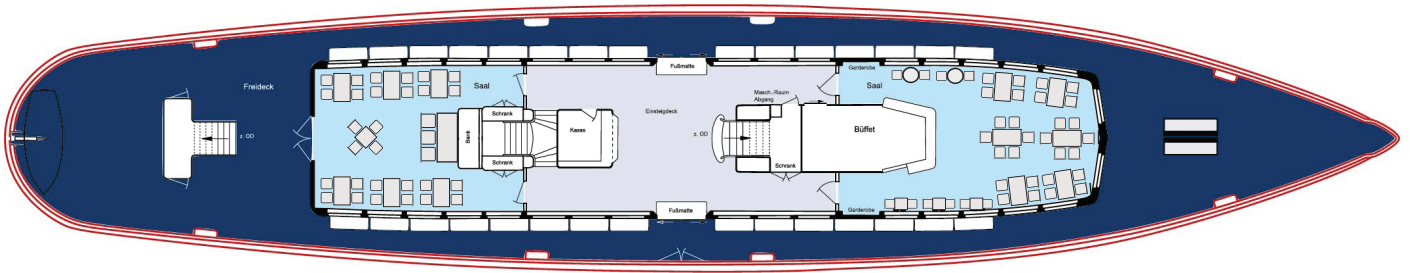 Fußmatte
Garderobe
Freideck
Saal
Saal
Masch.-Raum
Abgang
Schrank
Einsteigdeck
Kasse
Büffet
z. OD
Bank
z. OD
Schrank
Schrank
Fußmatte
Garderobe